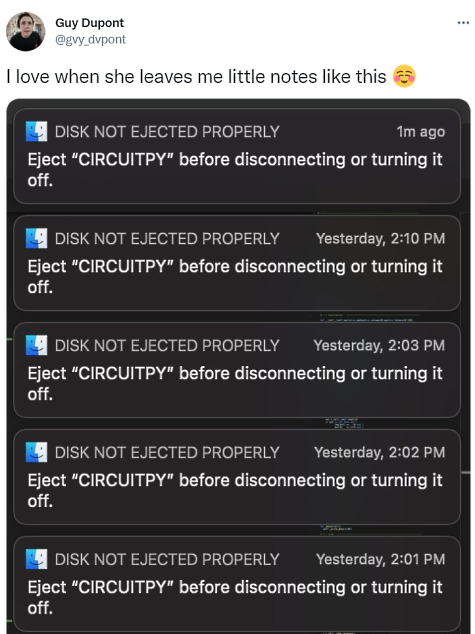 Guy Dupont
@gvy_dvpont
I love when she leaves me little notes like this ☺️
DISK NOT EJECTED PROPERLY 1m ago
Eject “CIRCUITPY” before disconnecting or turning it
off.
DISK NOT EJECTED PROPERLY Yesterday, 2:10 PM
Eject “CIRCUITPY” before disconnecting or turning it
off.
DISK NOT EJECTED PROPERLY Yesterday, 2:03 PM
Eject “CIRCUITPY” before disconnecting or turning it
off.
DISK NOT EJECTED PROPERLY Yesterday, 2:02 PM
Eject “CIRCUITPY” before disconnecting or turning it
off.
DISK NOT EJECTED PROPERLY Yesterday, 2:01 PM
Eject “CIRCUITPY” before disconnecting or turning it
off.